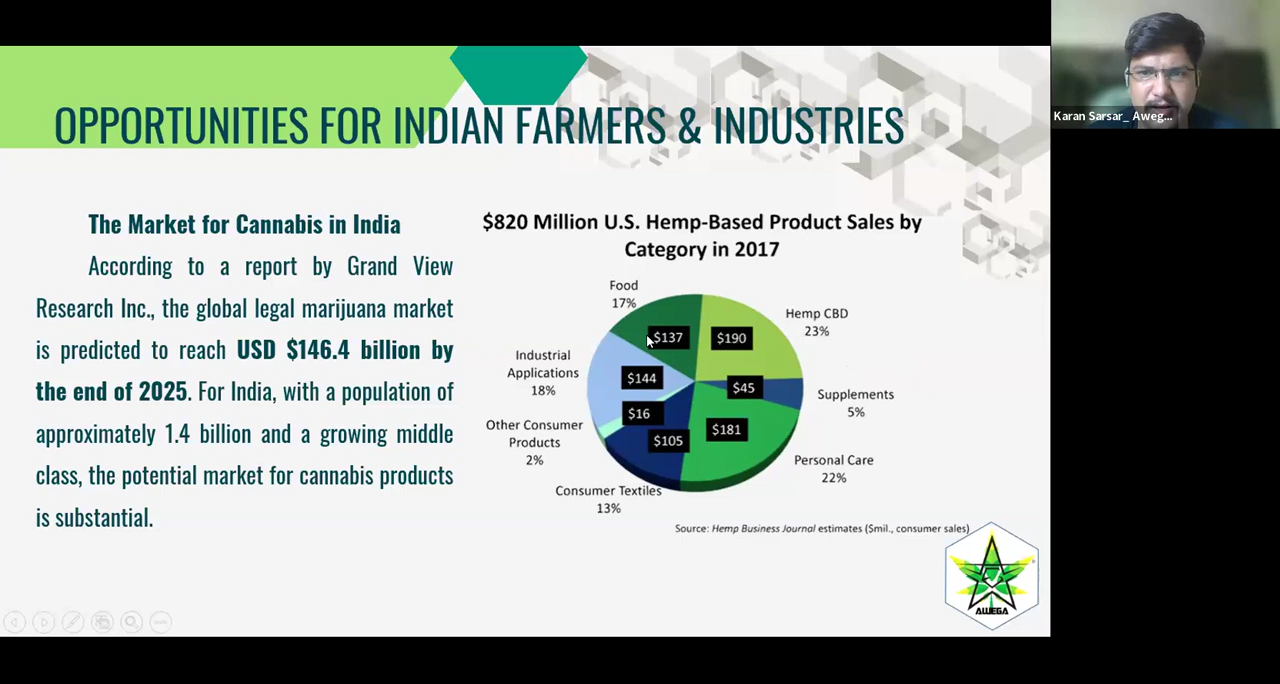 OPPORTUNITIES FOR INDIAN FARMERS & INDUSTRIES
The Market for Cannabis in India
According to a report by Grand View
Research Inc., the global legal marijuana market
is predicted to reach USD $146.4 billion by
the end of 2025. For India, with a population of
approximately 1.4 billion and a growing middle
class, the potential market for cannabis products
is substantial.
$820 Million U.S. Hemp-Based Product Sales by
Category in 2017
Food
17%
$137
Hemp CBD
23%
$190
Supplements
5%
$45
Personal Care
22%
$181
Consumer Textiles
13%
$105
Other Consumer
Products
2%
$16
Industrial
Applications
18%
$144
Source: Hemp Business Journal estimates ($mil., consumer sales)
AWEGA
Karan Sarsar_ Aweg...